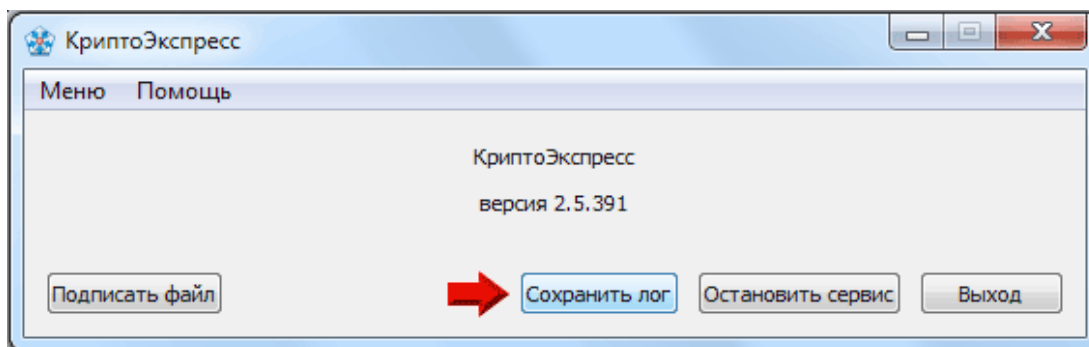 КриптоЭкспресс
Меню Помощь
КриптоЭкспресс
версия 2.5.391
Подписать файл Сохранить лог Остановить сервис Выход